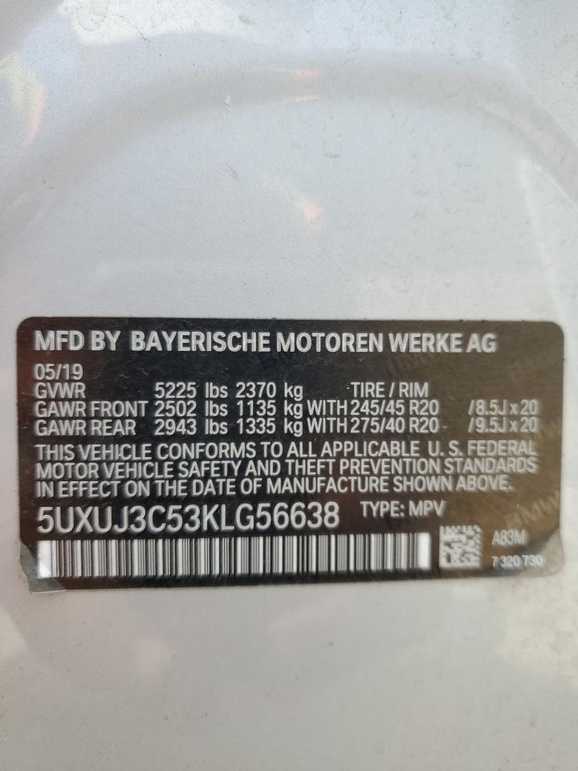 MFD BY BAYERISCHE MOTOREN WERKE AG
05/19
GVWR 5225 lbs 2370 kg TIRE / RIM
GAWR FRONT 2502 lbs 1135 kg WITH 245/45 R20 /8.5J x 20
GAWR REAR 2943 lbs 1335 kg WITH 275/40 R20 /9.5J x 20
THIS VEHICLE CONFORMS TO ALL APPLICABLE U. S. FEDERAL
MOTOR VEHICLE SAFETY AND THEFT PREVENTION STANDARDS
IN EFFECT ON THE DATE OF MANUFACTURE SHOWN ABOVE.
5UXUJ3C53KLG56638 TYPE: MPV
A83M
7 320 730